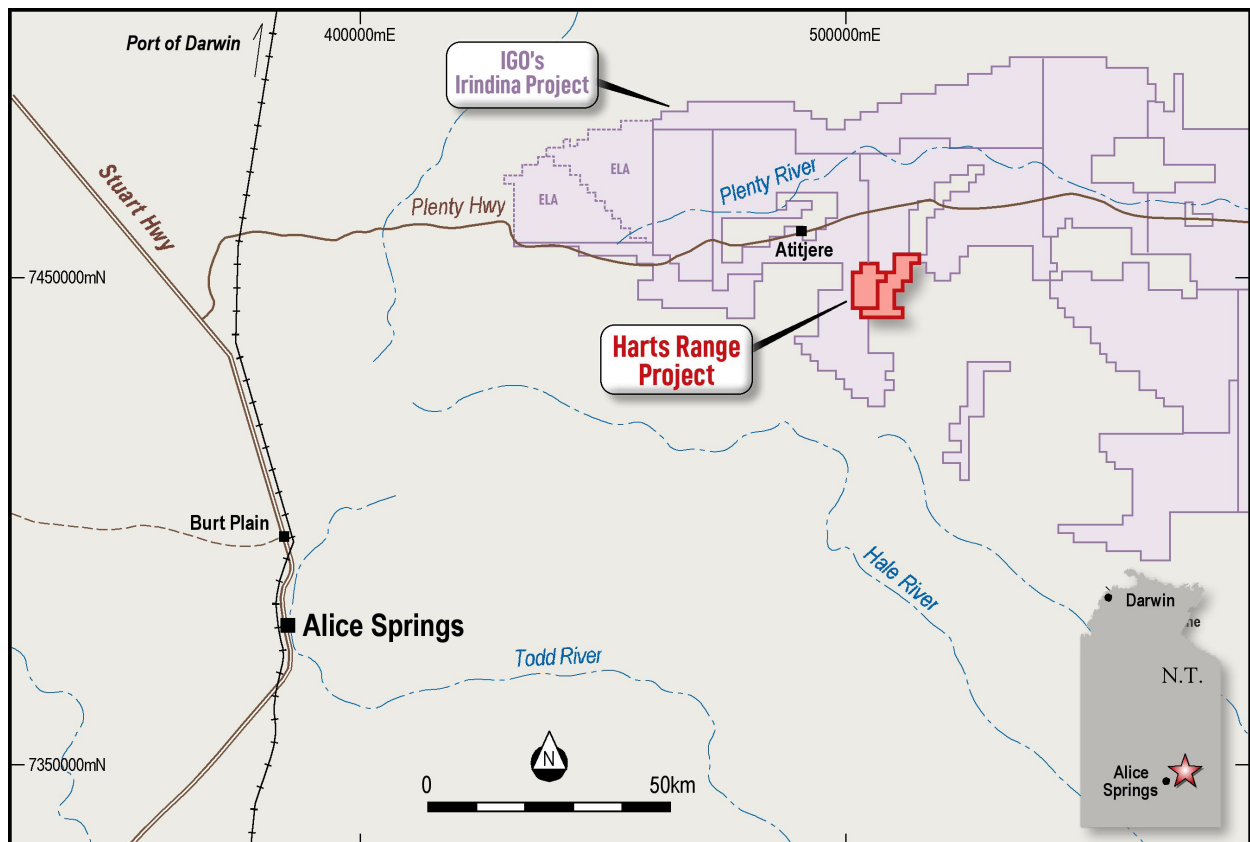 Port of Darwin
400000mE
500000mE
IGO's
Irindina Project
Stuart Hwy
ELA
ELA
Plenty Hwy
Plenty River
Atitjere
7450000mN
Harts Range
Project
Burt Plain
Alice Springs
Hale River
Todd River
Darwin
ne
N.T.
N
0
50km
7350000mN
Alice
Springs